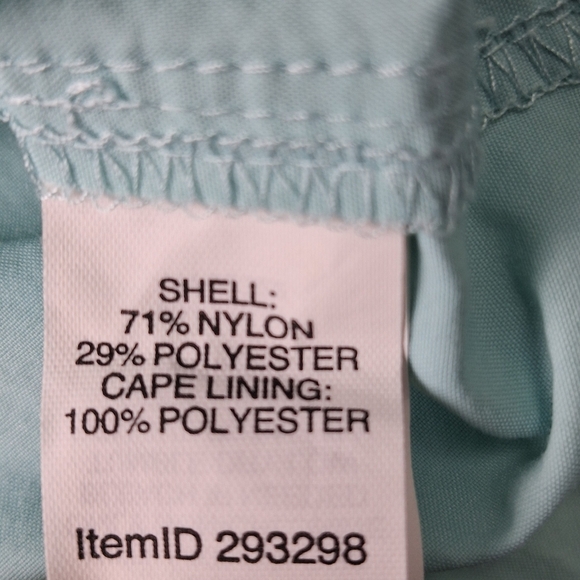 SHELL:
71% NYLON
29% POLYESTER
CAPE LINING:
100% POLYESTER
ItemID 293298